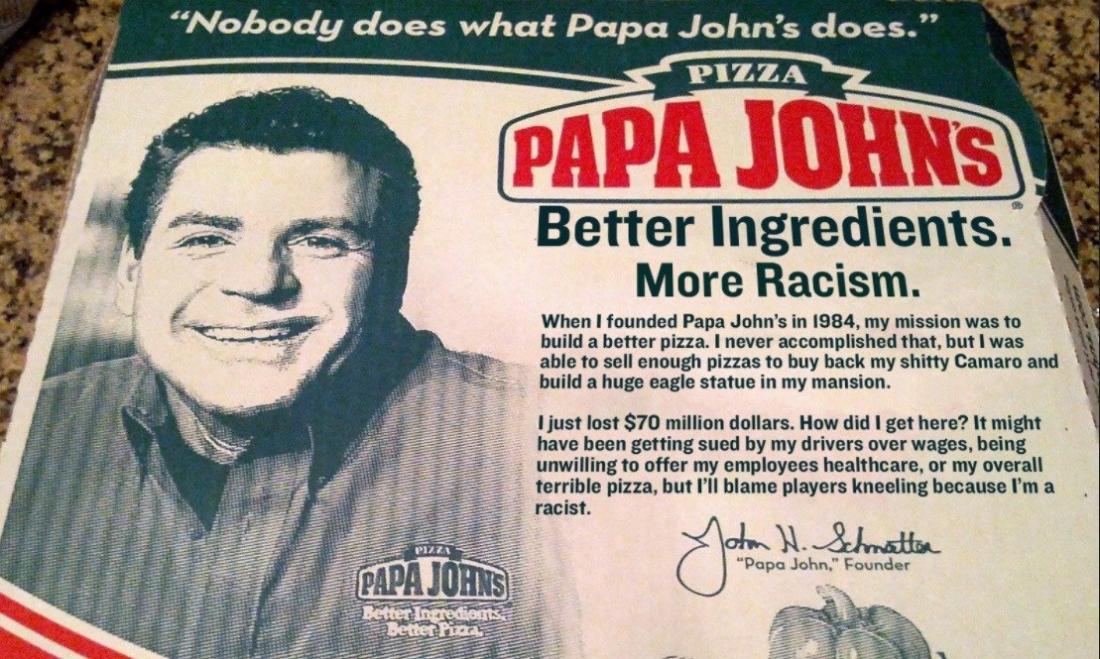 “Nobody does what Papa John’s does.”
PIZZA
PAPA JOHN'S
Better Ingredients.
More Racism.
When I founded Papa John’s in 1984, my mission was to
build a better pizza. I never accomplished that, but I was
able to sell enough pizzas to buy back my shitty Camaro and
build a huge eagle statue in my mansion.
I just lost $70 million dollars. How did I get here? It might
have been getting sued by my drivers over wages, being
unwilling to offer my employees healthcare, or my overall
terrible pizza, but I’ll blame players kneeling because I’m a
racist.
John H. Schnatter
“Papa John,” Founder
PIZZA
PAPA JOHNS
Better Ingredients.
Better Pizza.